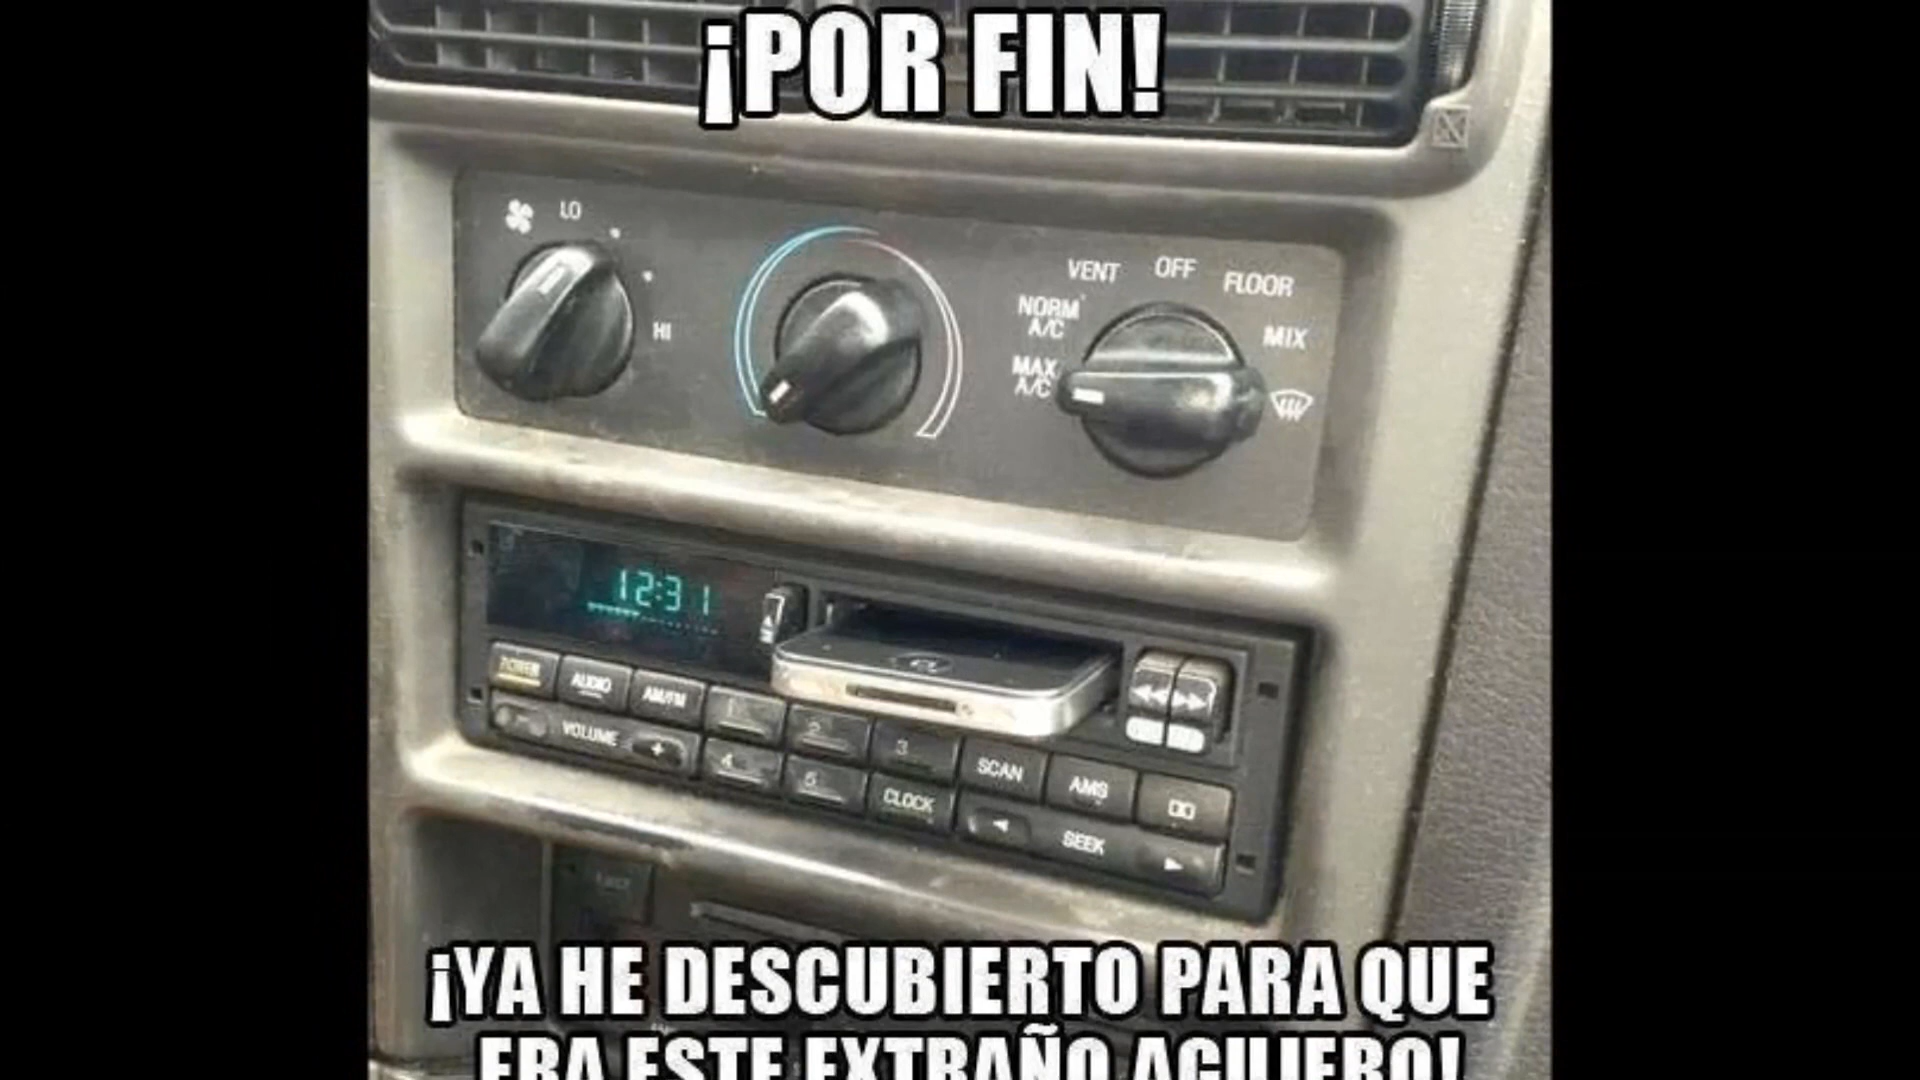 ¡POR FIN!
LO
HI
VENT OFF FLOOR
NORM A/C
MIX
MAX A/C
12:31
POWER AUDIO AM/FM
VOLUME +
1 2 3
SCAN AMS
4 5 CLOCK
SEEK
¡YA HE DESCUBIERTO PARA QUE
ERA ESTE EXTRAÑO AGUJERO!